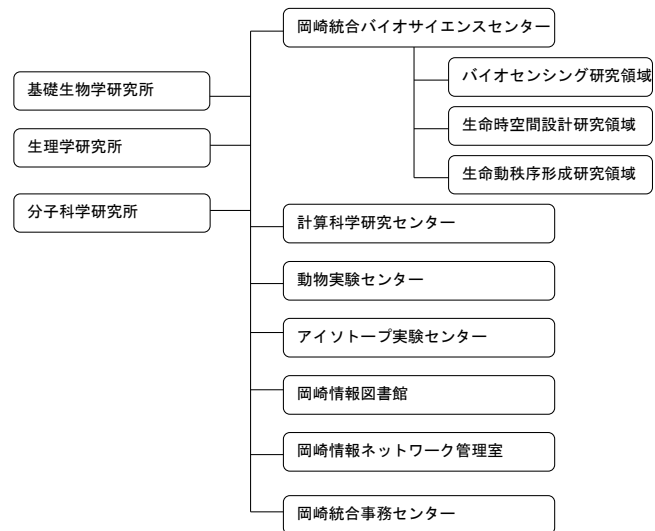 岡崎統合バイオサイエンスセンター
バイオセンシング研究領域
基礎生物学研究所
生命時空間設計研究領域
生理学研究所
生命動秩序形成研究領域
分子科学研究所
計算科学研究センター
動物実験センター
アイソトープ実験センター
岡崎情報図書館
岡崎情報ネットワーク管理室
岡崎統合事務センター